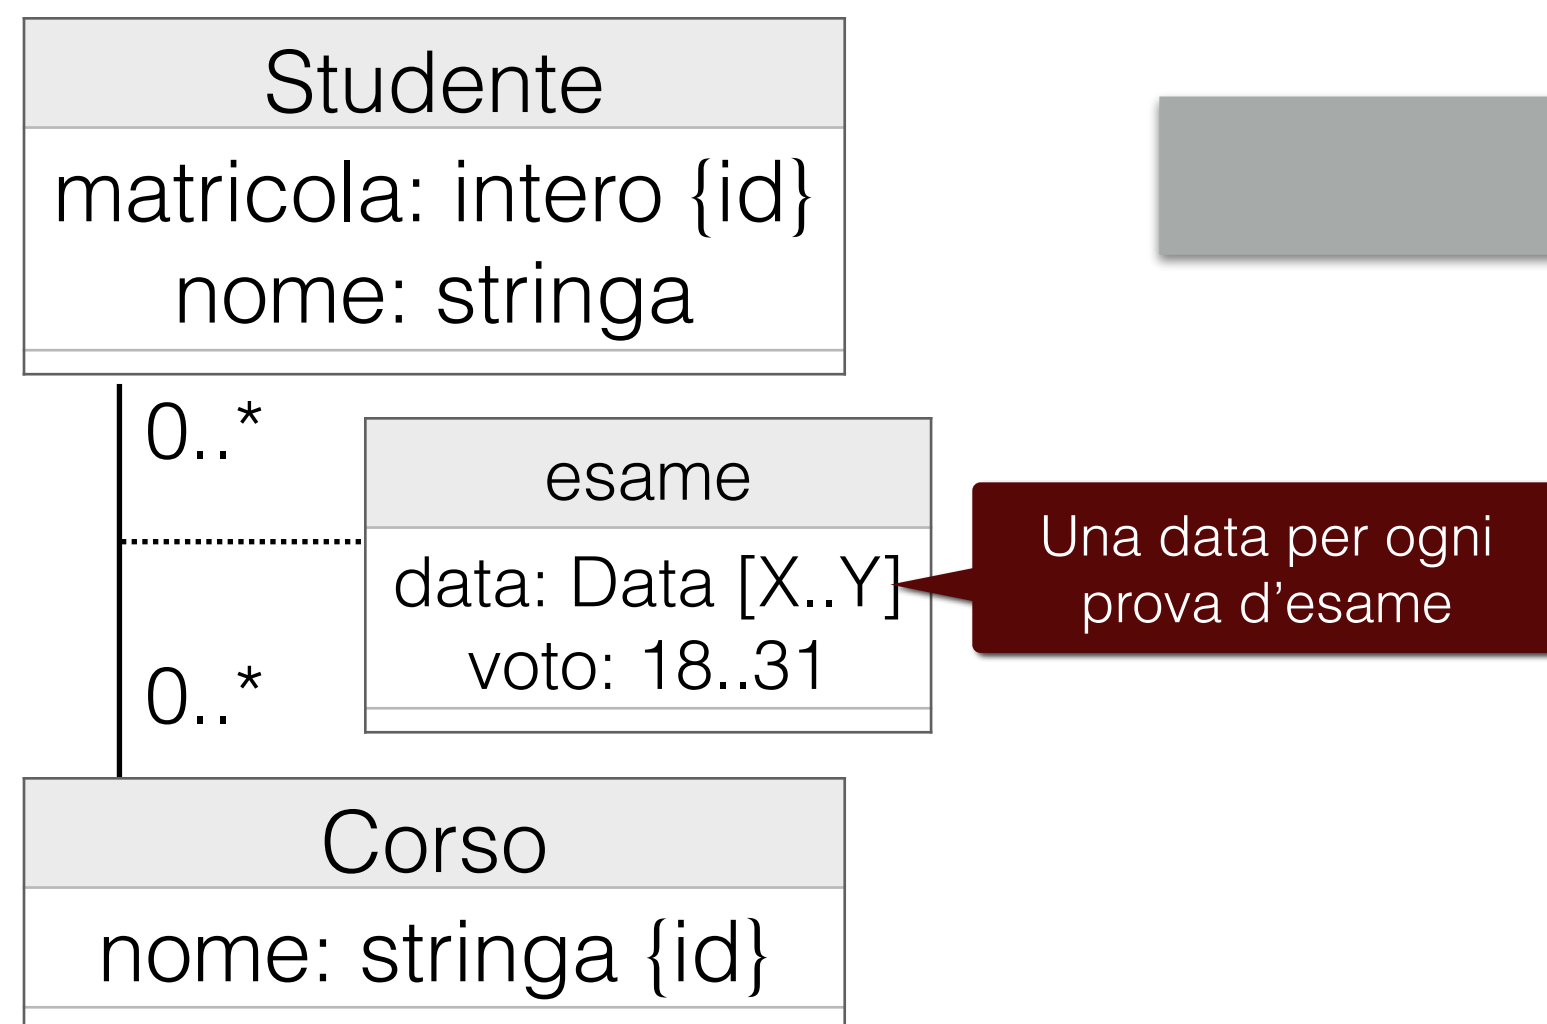 Studente
matricola: intero {id}
nome: stringa
0..*
esame
data: Data [X..Y]
voto: 18..31
Una data per ogni
prova d’esame
0..*
Corso
nome: stringa {id}